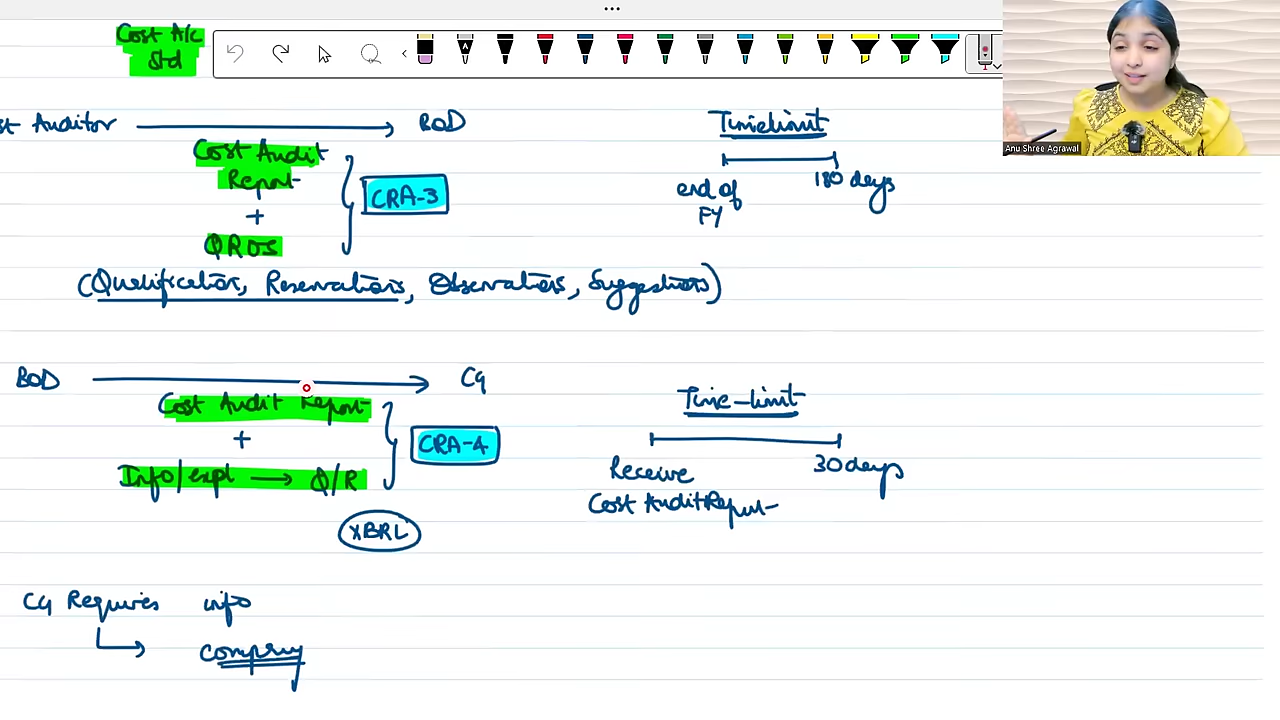 Cost A/c
Std
st Auditor → BOD
Cost Audit
Report
+
QROS
CRA-3
(Qualification, Reservations, Observations, Suggestions)
Timelimit
end of
FY
180 days
BOD → CG
Cost Audit Report
+
Info/expl → Q/R
CRA-4
XBRL
Time-limit
Receive
Cost Audit Report
30 days
CG Requires info
company
Anu Shree Agrawal